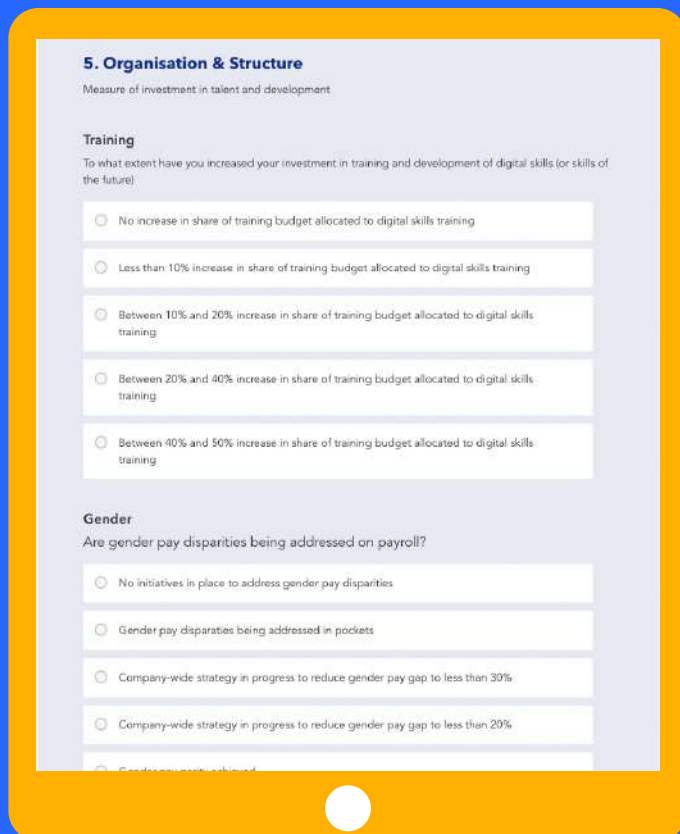 5. Organisation & Structure
Measure of investment in talent and development
Training
To what extent have you increased your investment in training and development of digital skills (or skills of
the future)
No increase in share of training budget allocated to digital skills training
Less than 10% increase in share of training budget allocated to digital skills training
Between 10% and 20% increase in share of training budget allocated to digital skills
training
Between 20% and 40% increase in share of training budget allocated to digital skills
training
Between 40% and 50% increase in share of training budget allocated to digital skills
training
Gender
Are gender pay disparities being addressed on payroll?
No initiatives in place to address gender pay disparities
Gender pay disparaties being addressed in pockets
Company-wide strategy in progress to reduce gender pay gap to less than 30%
Company-wide strategy in progress to reduce gender pay gap to less than 20%